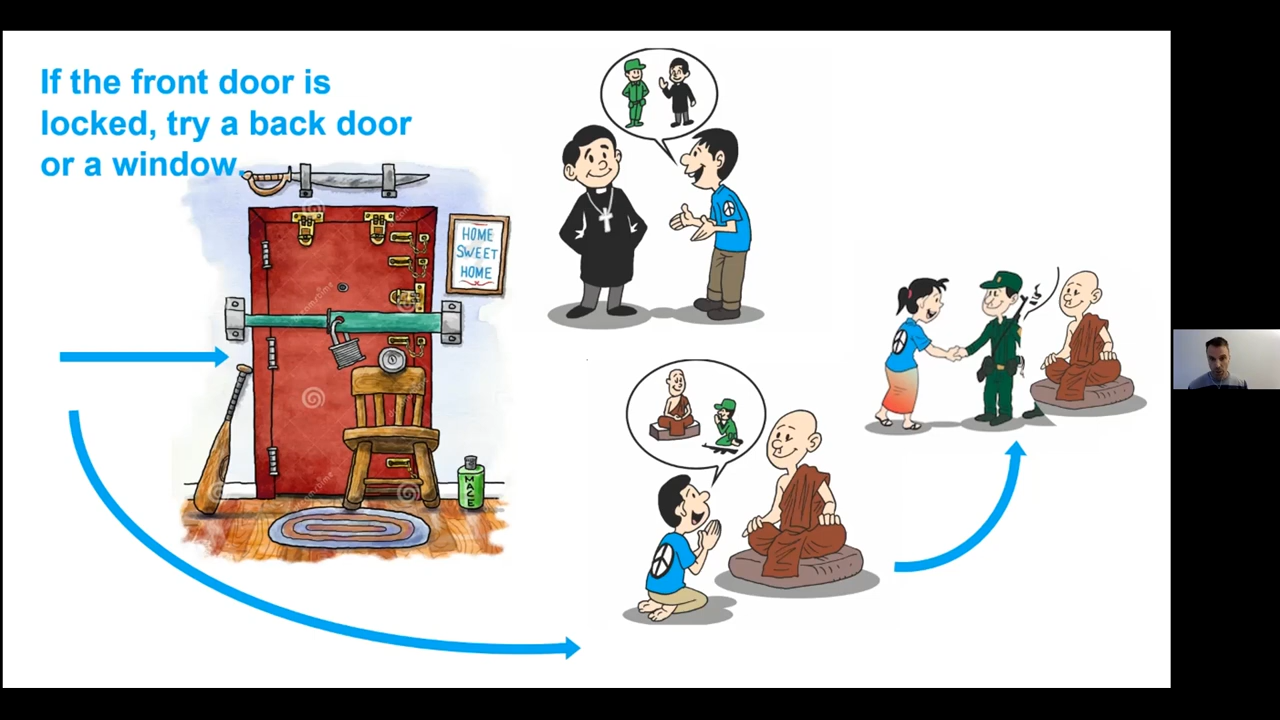 If the front door is
locked, try a back door
or a window.
HOME
SWEET
HOME
MACE